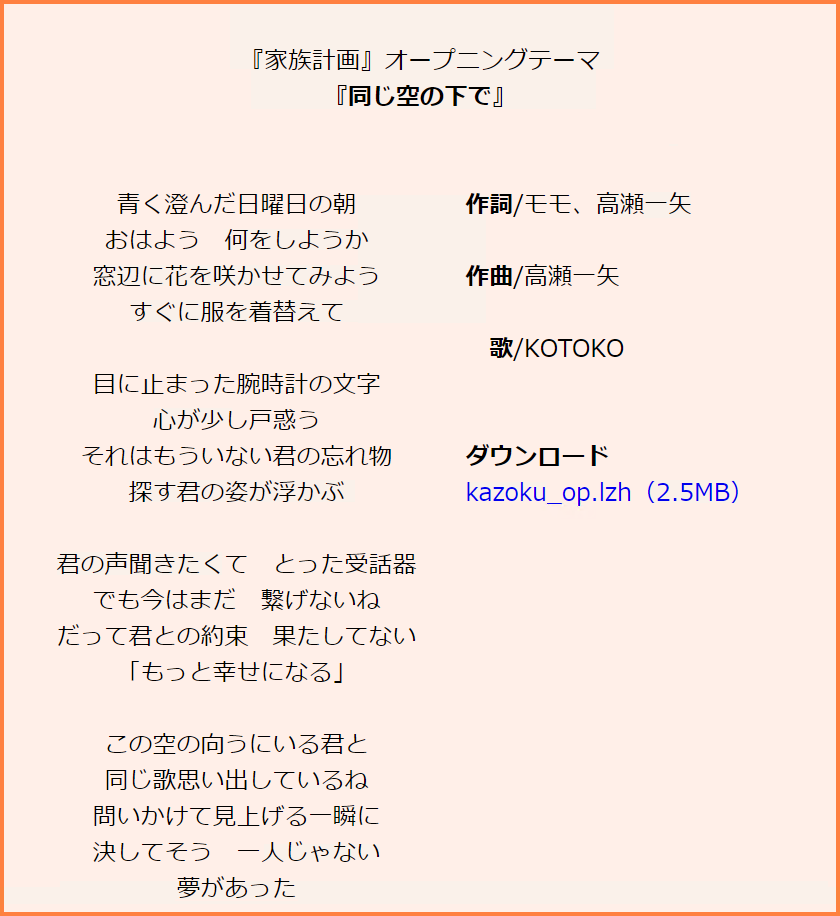 『家族計画』オープニングテーマ
『同じ空の下で』
青く澄んだ日曜日の朝
おはよう　何をしようか
窓辺に花を咲かせてみよう
すぐに服を着替えて
目に止まった腕時計の文字
心が少し戸惑う
それはもういない君の忘れ物
探す君の姿が浮かぶ
君の声聞きたくて　とった受話器
でも今はまだ　繋げないね
だって君との約束　果たしてない
「もっと幸せになる」
この空の向うにいる君と
同じ歌思い出しているね
問いかけて見上げる一瞬に
決してそう　一人じゃない
夢があった
作詞/モモ、高瀬一矢
作曲/高瀬一矢
歌/KOTOKO
ダウンロード
kazoku_op.lzh（2.5MB）